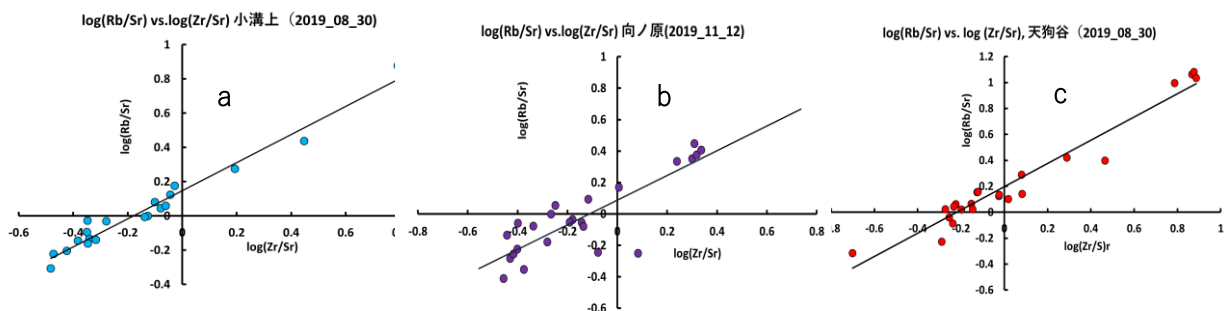 log(Rb/Sr) vs.log(Zr/Sr) 小溝上（2019_08_30）
a
log(Rb/Sr)
1
0.8
0.6
0.4
0.2
0
-0.2
-0.4
-0.6 -0.4 -0.2 0 0.2 0.4 0.6 0.8
log(Zr/Sr)
log(Rb/Sr) vs.log(Zr/Sr) 向ノ原(2019_11_12)
b
log(Rb/Sr)
1
0.8
0.6
0.4
0.2
0
-0.2
-0.4
-0.6
-0.8 -0.6 -0.4 -0.2 0 0.2 0.4 0.6 0.8
log(Zr/Sr)
log(Rb/Sr) vs. log (Zr/Sr), 天狗谷（2019_08_30)
c
log(Rb/Sr)
1.2
1
0.8
0.6
0.4
0.2
0
-0.2
-0.4
-0.6
-0.8 -0.6 -0.4 -0.2 0 0.2 0.4 0.6 0.8 1
log(Zr/S)r